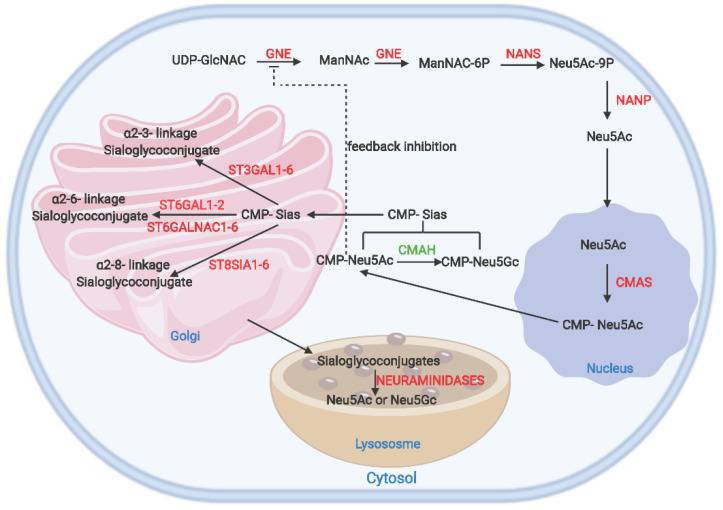 UDP-GlcNAC
GNE
ManNAc
GNE
ManNAC-6P
NANS
Neu5Ac-9P
NANP
Neu5Ac
feedback inhibition
α2-3- linkage
Sialoglycoconjugate
ST3GAL1-6
α2-6- linkage
Sialoglycoconjugate
ST6GAL1-2
ST6GALNAC1-6
CMP- Sias
CMP- Sias
α2-8- linkage
Sialoglycoconjugate
ST8SIA1-6
CMP-Neu5Ac
CMAH
CMP-Neu5Gc
Neu5Ac
CMAS
CMP- Neu5Ac
Nucleus
Golgi
Sialoglycoconjugates
NEURAMINIDASES
Neu5Ac or Neu5Gc
Lysososme
Cytosol